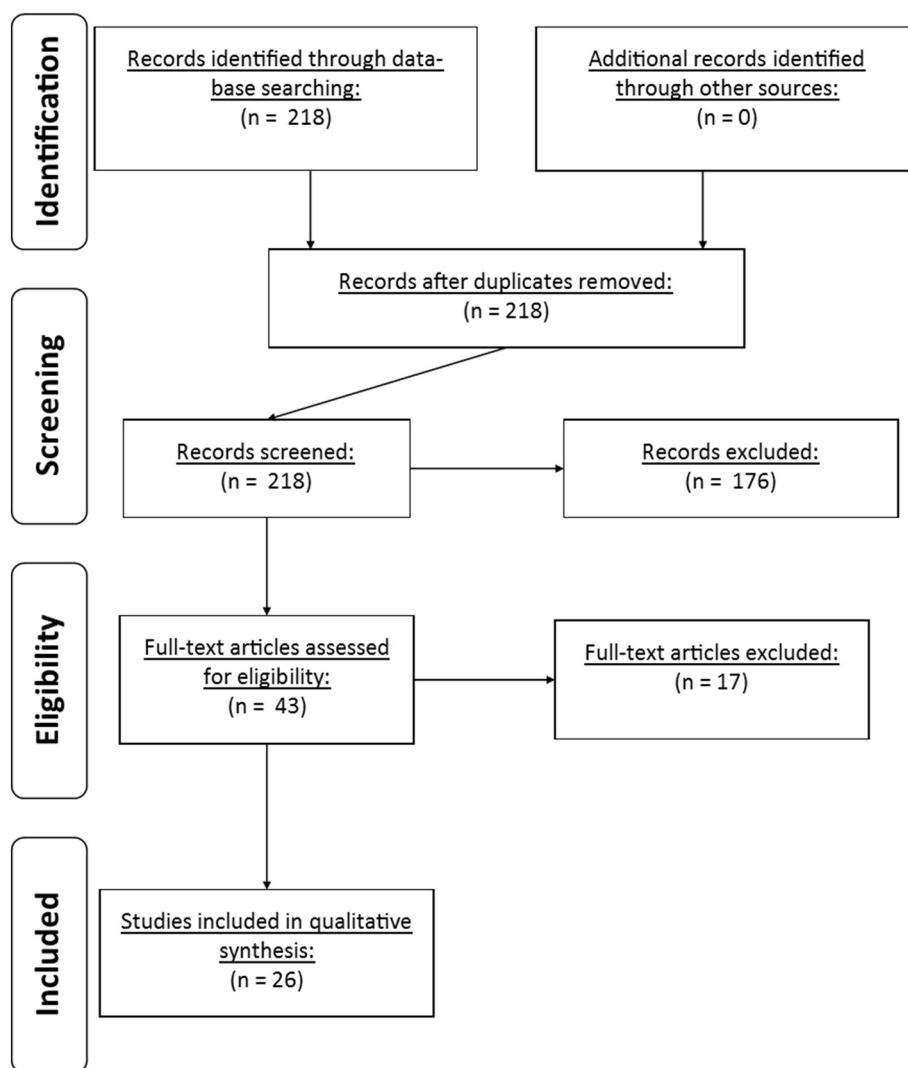 Identification
Records identified through data-
base searching:
(n = 218)
Additional records identified
through other sources:
(n = 0)
Records after duplicates removed:
(n = 218)
Screening
Records screened:
(n = 218)
Records excluded:
(n = 176)
Eligibility
Full-text articles assessed
for eligibility:
(n = 43)
Full-text articles excluded:
(n = 17)
Included
Studies included in qualitative
synthesis:
(n = 26)